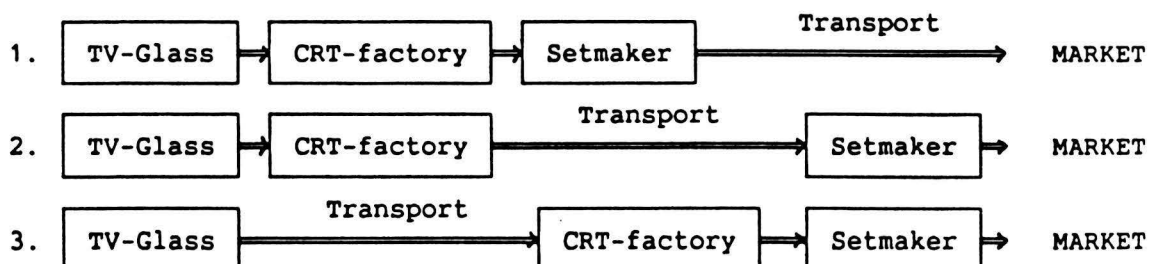 Transport
1. TV-Glass CRT-factory Setmaker MARKET
Transport
2. TV-Glass CRT-factory Setmaker MARKET
Transport
3. TV-Glass CRT-factory Setmaker MARKET